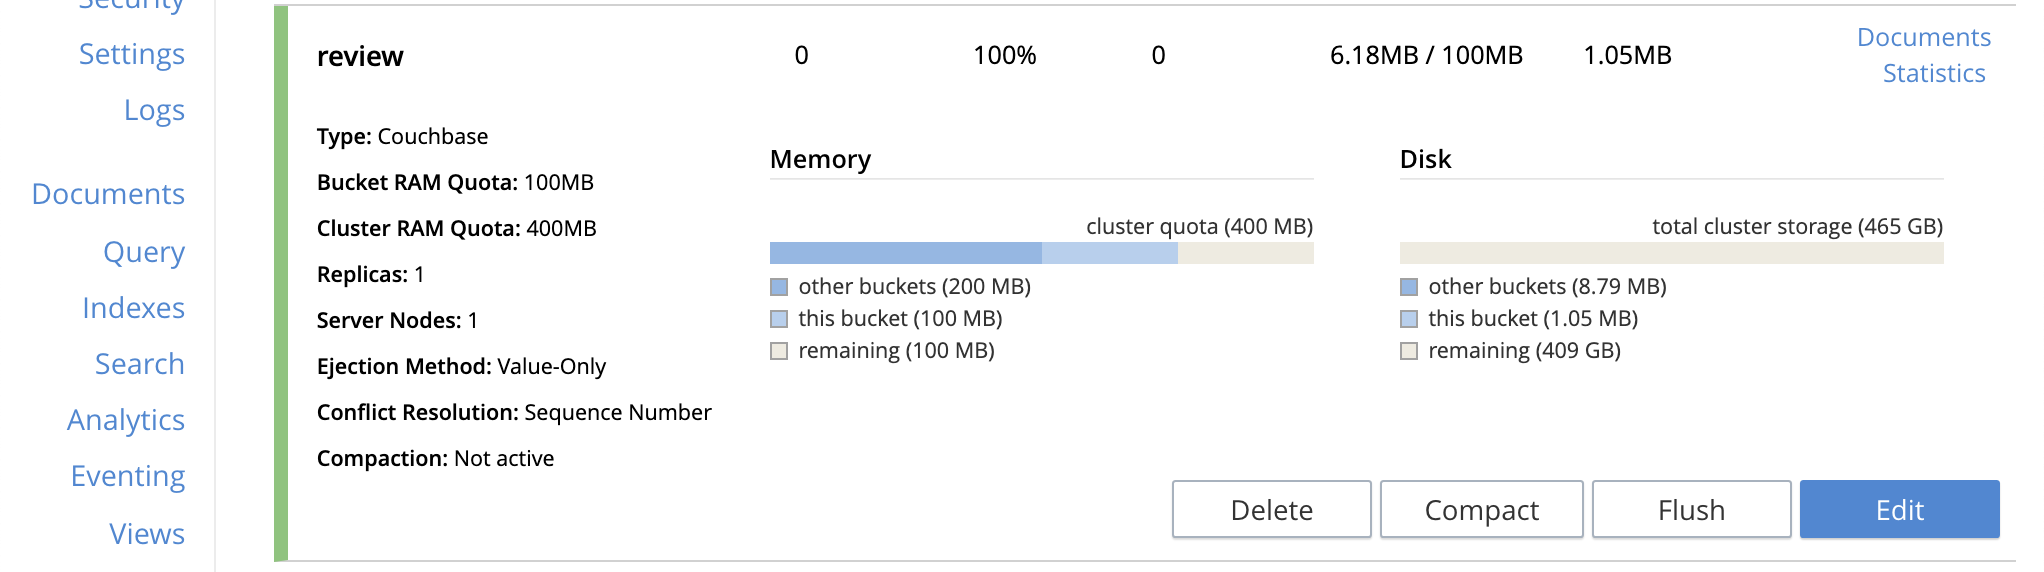 Security
Settings
Logs
Documents
Query
Indexes
Search
Analytics
Eventing
Views
review 0 100% 0 6.18MB / 100MB 1.05MB
Documents
Statistics
Type: Couchbase
Bucket RAM Quota: 100MB
Cluster RAM Quota: 400MB
Replicas: 1
Server Nodes: 1
Ejection Method: Value-Only
Conflict Resolution: Sequence Number
Compaction: Not active
Memory
cluster quota (400 MB)
other buckets (200 MB)
this bucket (100 MB)
remaining (100 MB)
Disk
total cluster storage (465 GB)
other buckets (8.79 MB)
this bucket (1.05 MB)
remaining (409 GB)
Delete Compact Flush Edit